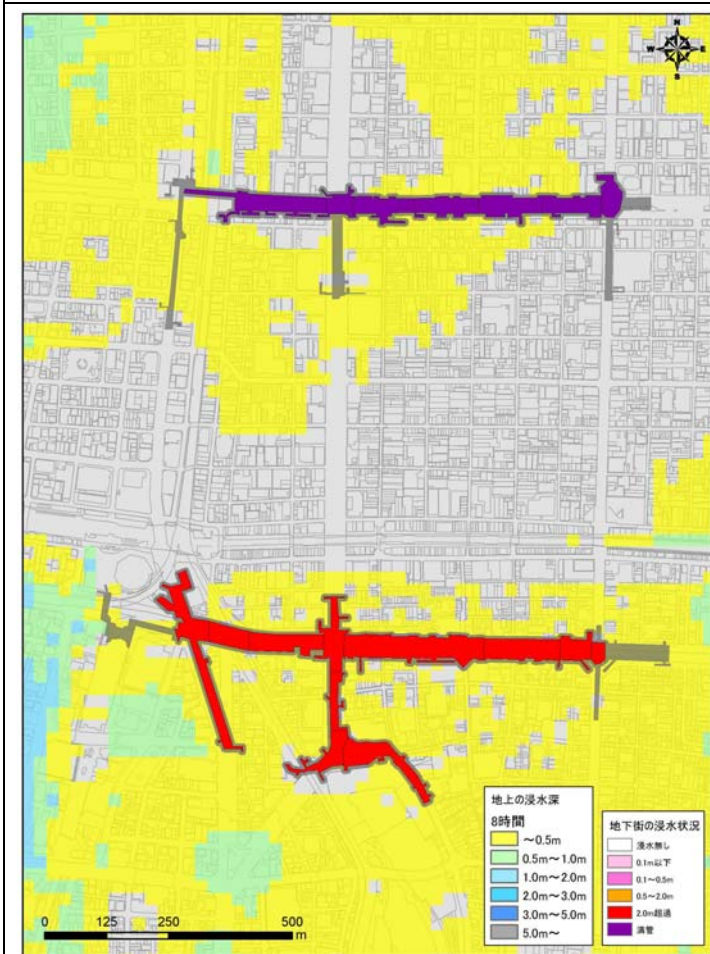 N
W E
S
地上の浸水深
8時間
~0.5m
0.5m~1.0m
1.0m~2.0m
2.0m~3.0m
3.0m~5.0m
5.0m~
地下街の浸水状況
浸水無し
0.1m以下
0.1~0.5m
0.5~2.0m
2.0m超過
満管
0 125 250 500
m